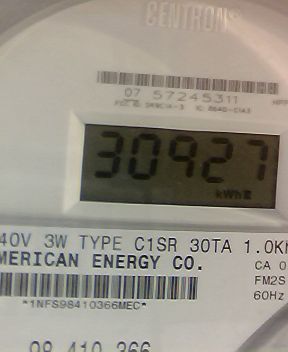 CENTRON®
07 57245311
30927
kWh
40V 3W TYPE C1SR 30TA 1.0K
MERICAN ENERGY CO.
CA 0
FM2S
60Hz
*1NFS98410366MEC*
98 410 366